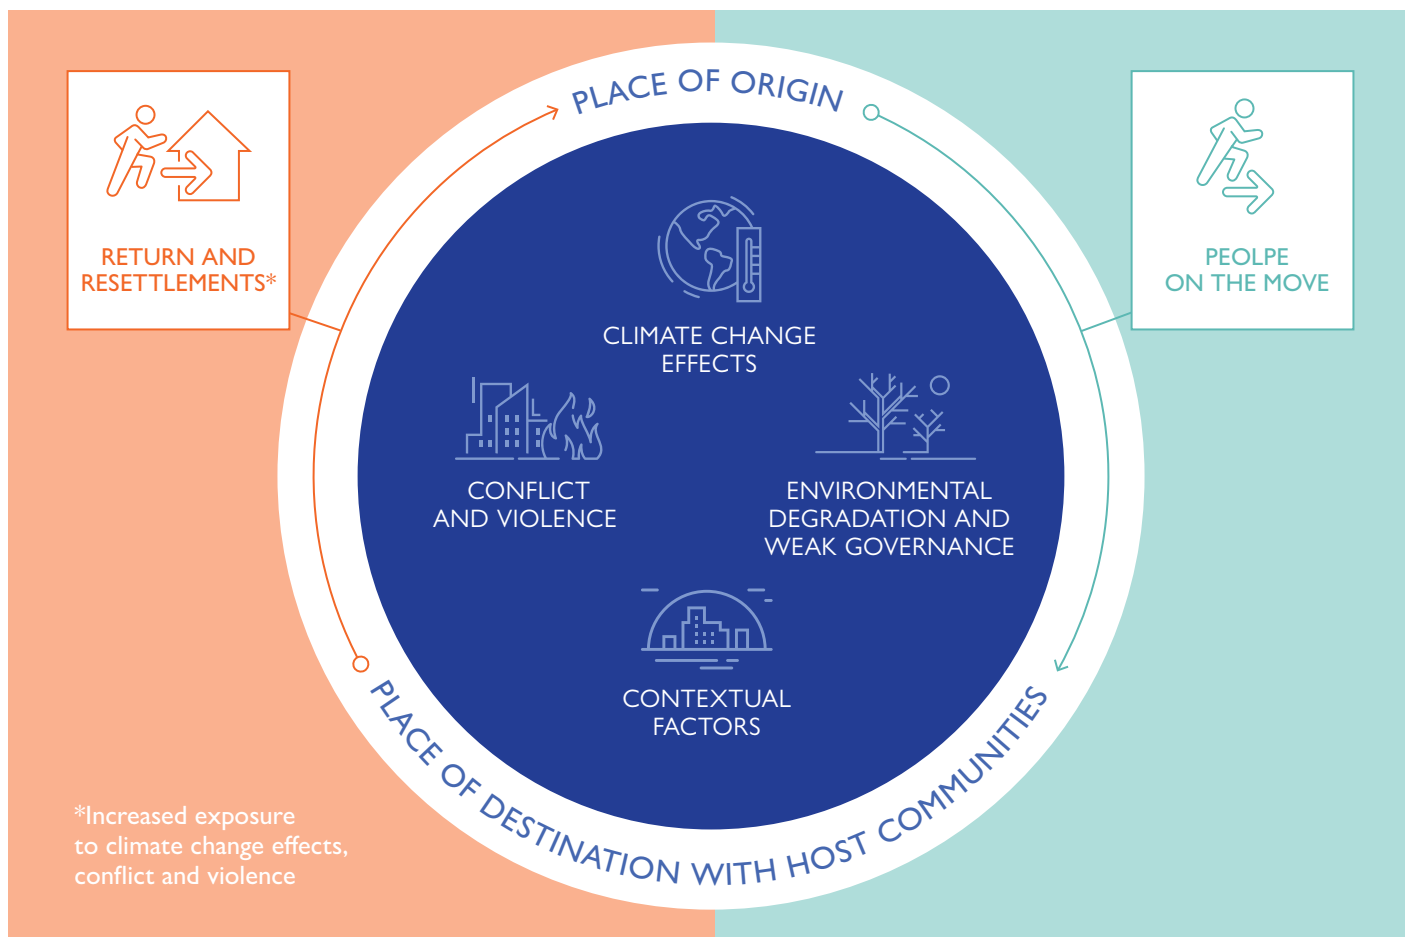 PLACE OF ORIGIN
RETURN AND
RESETTLEMENTS*
PEOLPE
ON THE MOVE
CLIMATE CHANGE
EFFECTS
CONFLICT
AND VIOLENCE
ENVIRONMENTAL
DEGRADATION AND
WEAK GOVERNANCE
CONTEXTUAL
FACTORS
PLACE OF DESTINATION WITH HOST COMMUNITIES
*Increased exposure
to climate change effects,
conflict and violence